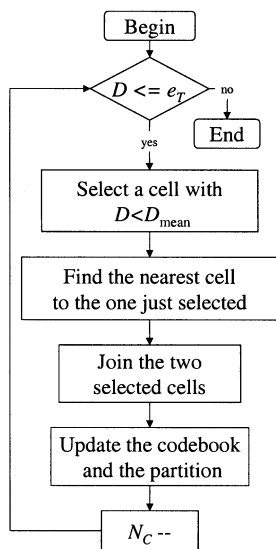 Begin
D <= e_T
no
End
yes
Select a cell with
D<D_mean
Find the nearest cell
to the one just selected
Join the two
selected cells
Update the codebook
and the partition
N_C --